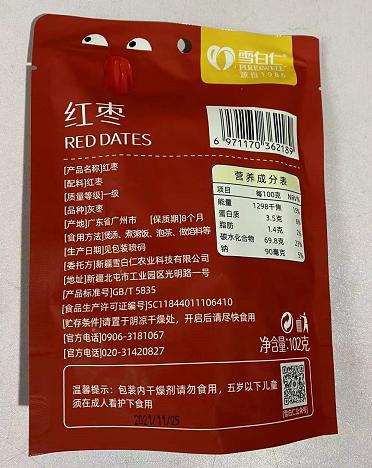 雪白仁
PURE&WELL
源自1986
红枣
RED DATES
6 971170 362189
[产品名称]红枣
[配料]红枣
[质量等级]一级
[品种]灰枣
[产地]广东省广州市 [保质期]8个月
[食用方法]煲汤、煮粥饭、泡茶、做馅料等
[生产日期]见包装喷码
[委托方]新疆雪白仁农业科技有限公司
[地址]新疆北屯市工业园区光明路一号
[产品标准号]GB/T 5835
[食品生产许可证编号]SC11844011106410
[贮存条件]请置于阴凉干燥处，开启后请尽快食用
[官方电话]0906-3181067
[官方电话]020-31420827
营养成分表
项目 每100克 NRV%
能量 1298千焦 15%
蛋白质 3.5克 6%
脂肪 1.4克 2%
碳水化合物 69.8克 23%
钠 90毫克 5%
净含量:102克
温馨提示：包装内干燥剂请勿食用，五岁以下儿童
须在成人看护下食用
2021/11/25
[雪白仁公众号]